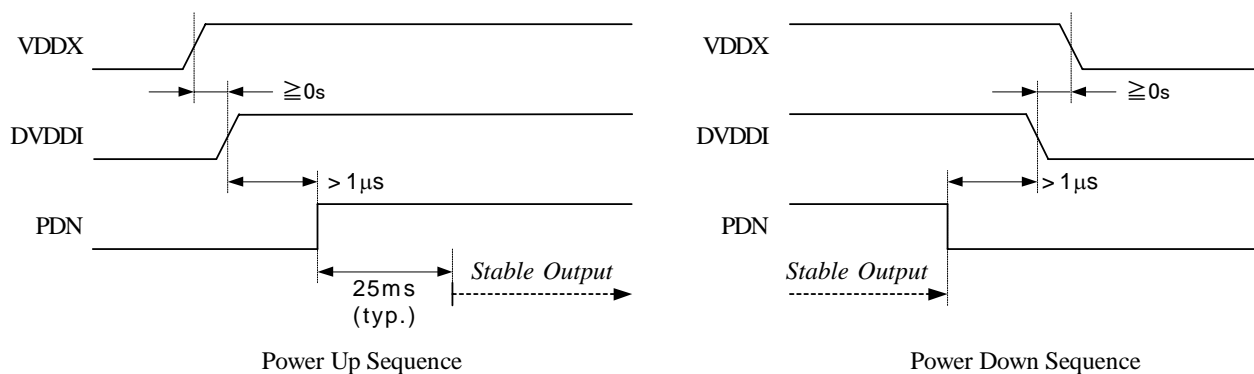 VDDX
≧0s
DVDDI
> 1μs
PDN
25ms
(typ.)
Stable Output
Power Up Sequence
VDDX
≧0s
DVDDI
> 1μs
PDN
Stable Output
Power Down Sequence